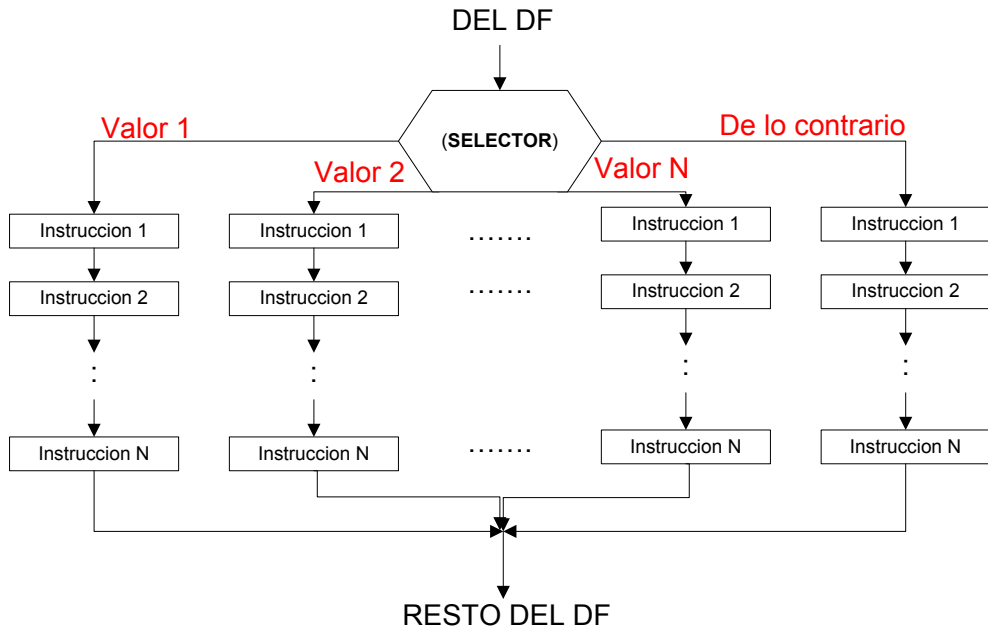 DEL DF
Valor 1
(SELECTOR)
De lo contrario
Valor 2
Valor N
Instruccion 1
Instruccion 1
.......
Instruccion 1
Instruccion 1
Instruccion 2
Instruccion 2
.......
Instruccion 2
Instruccion 2
:
:
:
:
Instruccion N
Instruccion N
.......
Instruccion N
Instruccion N
RESTO DEL DF